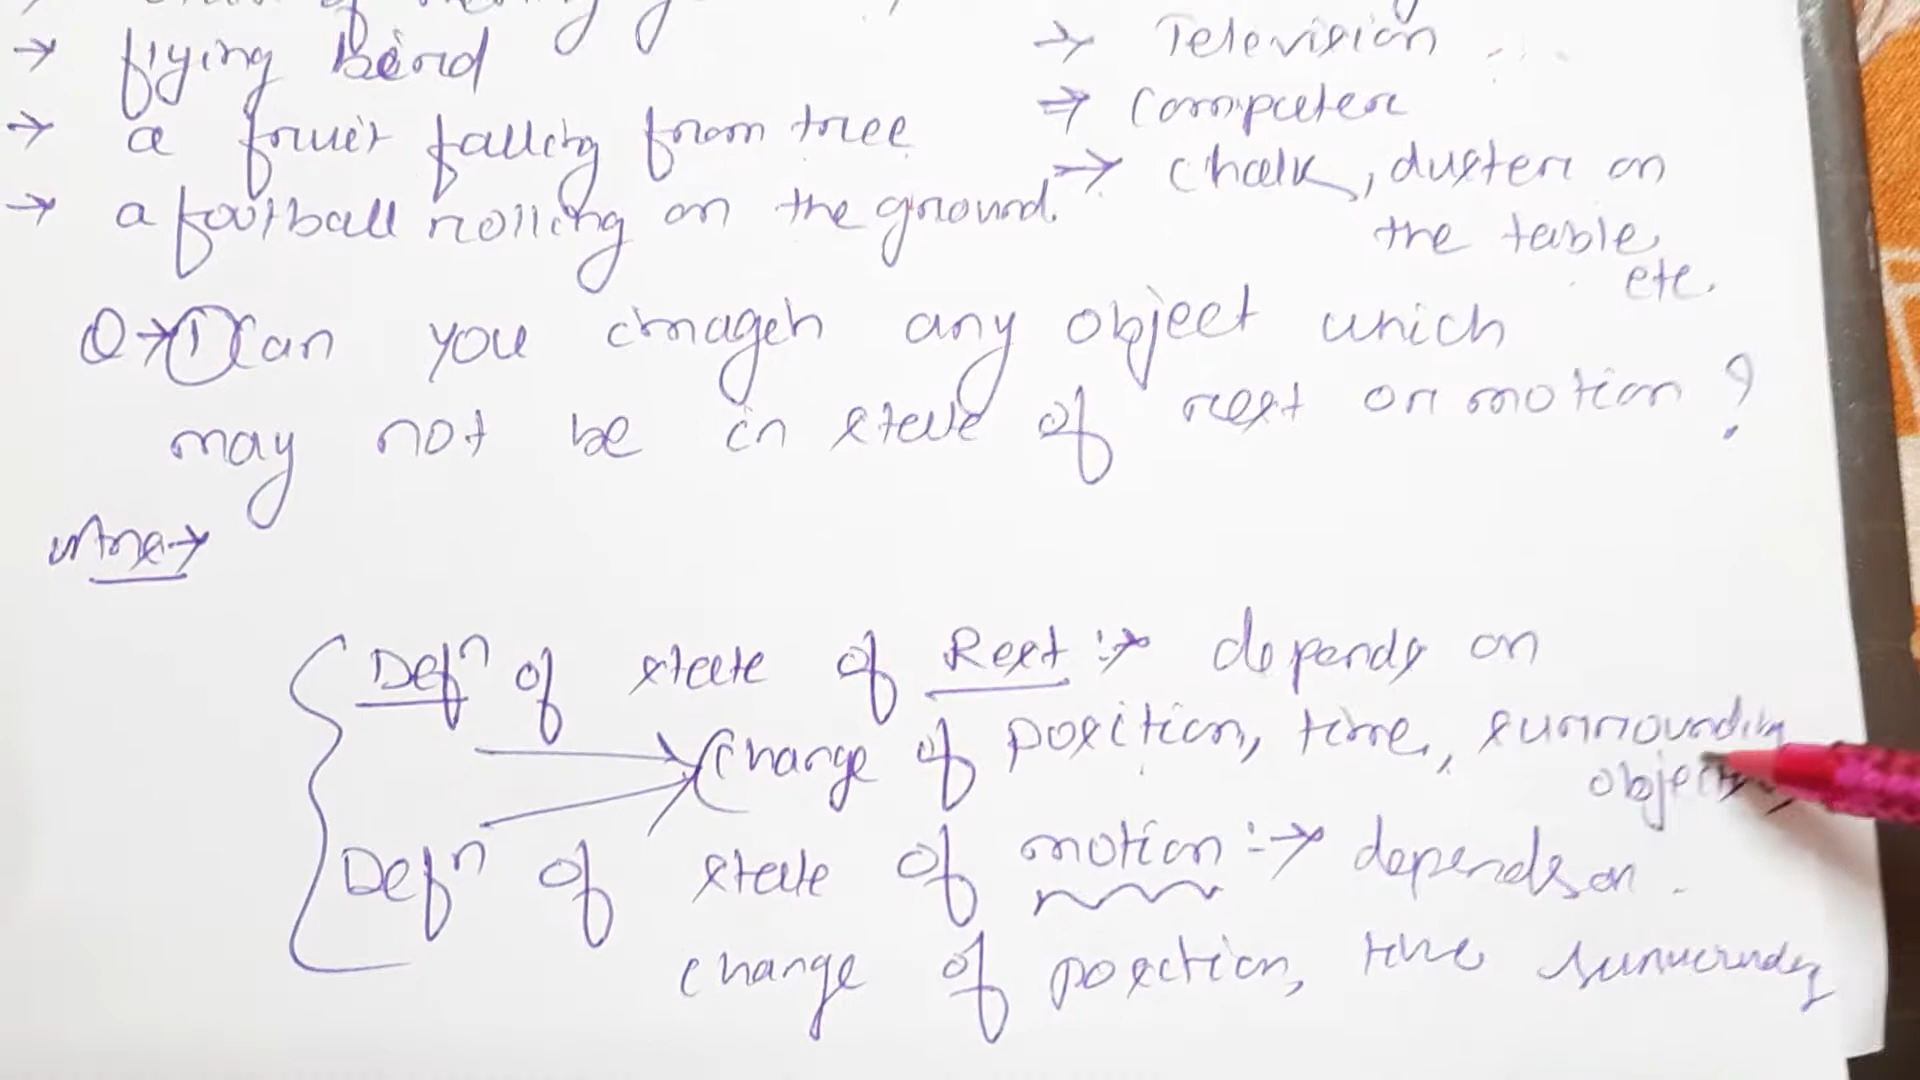 → flying Bird
→ a fruit falling from tree
→ a football rolling on the ground.
→ Television
→ Computer
→ Chalk, duster on
the table
etc.
Q→① Can you imageh any object which
may not be in state of rest or motion?
Ans→
Defⁿ of state of Rest :→ depends on
Change of position, time, surrounding
objects
Defⁿ of state of motion :→ depends on
change of position, time surrounding